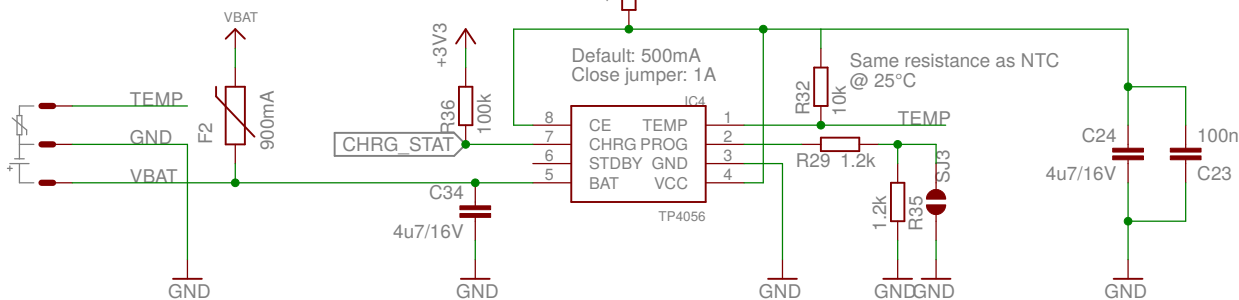 VBAT
+3V3
Default: 500mA
Close jumper: 1A
Same resistance as NTC
@ 25°C
TEMP
GND
VBAT
F2
900mA
R36
100k
CHRG_STAT
IC4
8
7
6
5
CE
CHRG
STDBY
BAT
TEMP
PROG
GND
VCC
1
2
3
4
TP4056
R32
10k
TEMP
R29
1.2k
1.2k
R35
SJ3
C34
4u7/16V
C24
4u7/16V
100n
C23
GND
GND
GND
GND
GND
GND